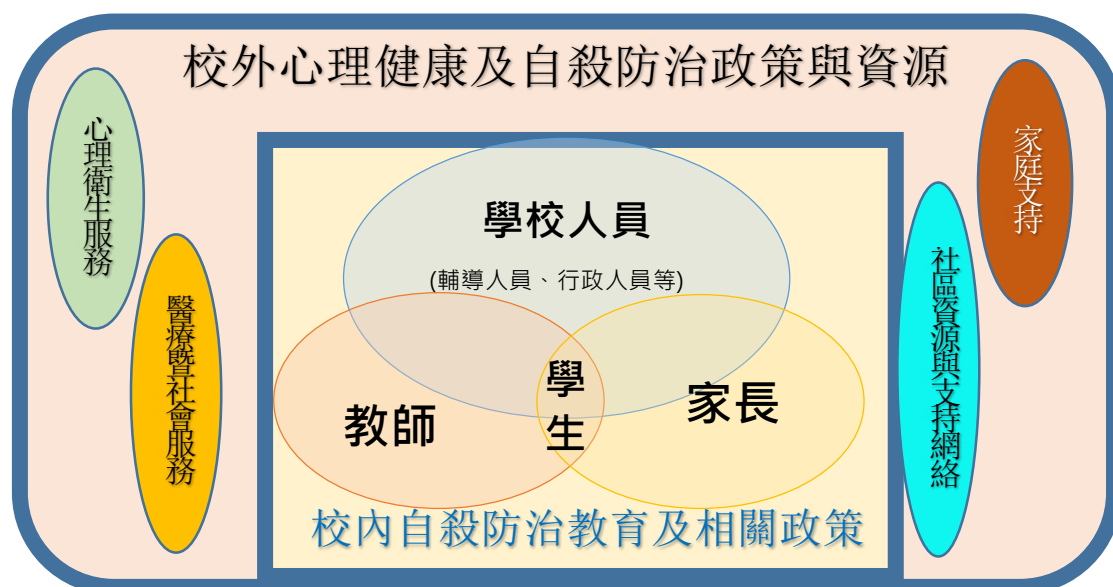 校外心理健康及自殺防治政策與資源
心理衛生服務
醫療暨社會服務
學校人員
(輔導人員、行政人員等)
教師
學生
家長
校內自殺防治教育及相關政策
社區資源與支持網絡
家庭支持